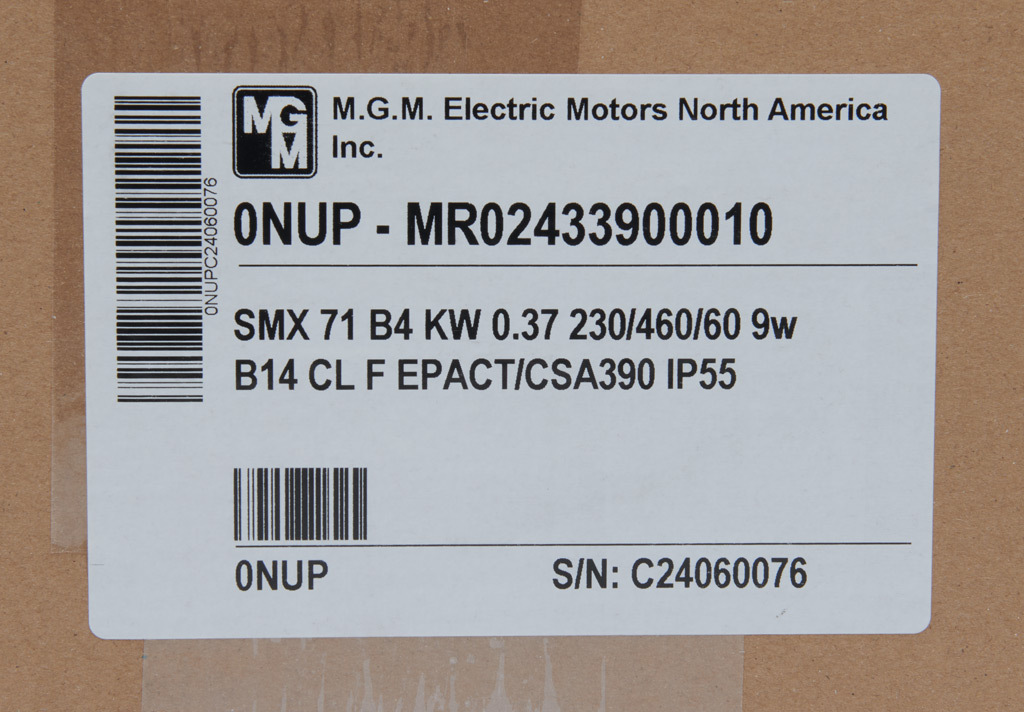 MGM
M.G.M. Electric Motors North America
Inc.
0NUPC24060076
0NUP - MR02433900010
SMX 71 B4 KW 0.37 230/460/60 9w
B14 CL F EPACT/CSA390 IP55
0NUP
S/N: C24060076